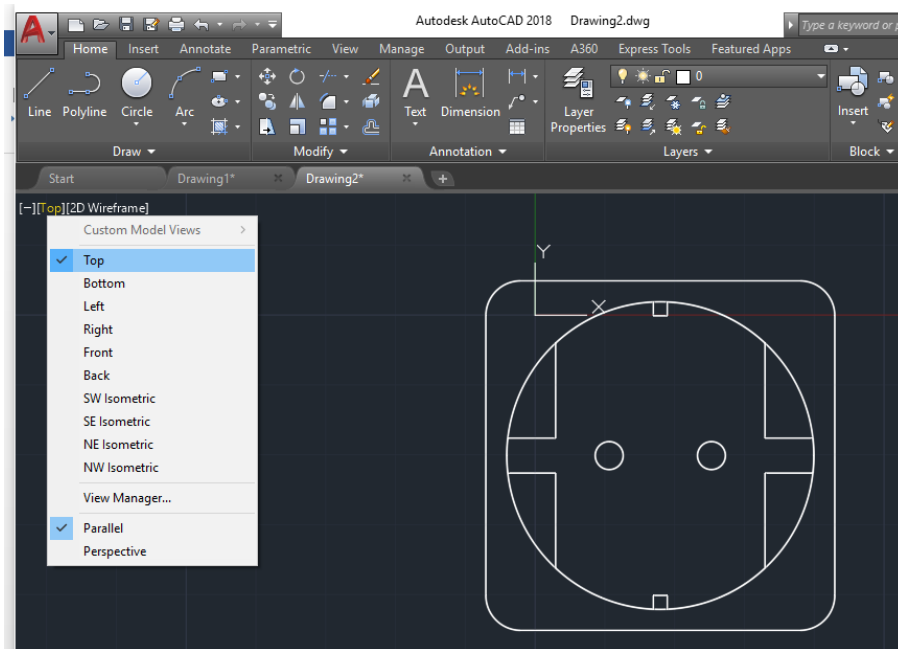 Autodesk AutoCAD 2018 Drawing2.dwg
Type a keyword or
Home Insert Annotate Parametric View Manage Output Add-ins A360 Express Tools Featured Apps
0
Line Polyline Circle Arc Text Dimension Layer Properties Insert
Draw Modify Annotation Layers Block
Start Drawing1* Drawing2*
[−][Top][2D Wireframe]
Custom Model Views
Top
Bottom
Left
Right
Front
Back
SW Isometric
SE Isometric
NE Isometric
NW Isometric
View Manager...
Parallel
Perspective
Y
X